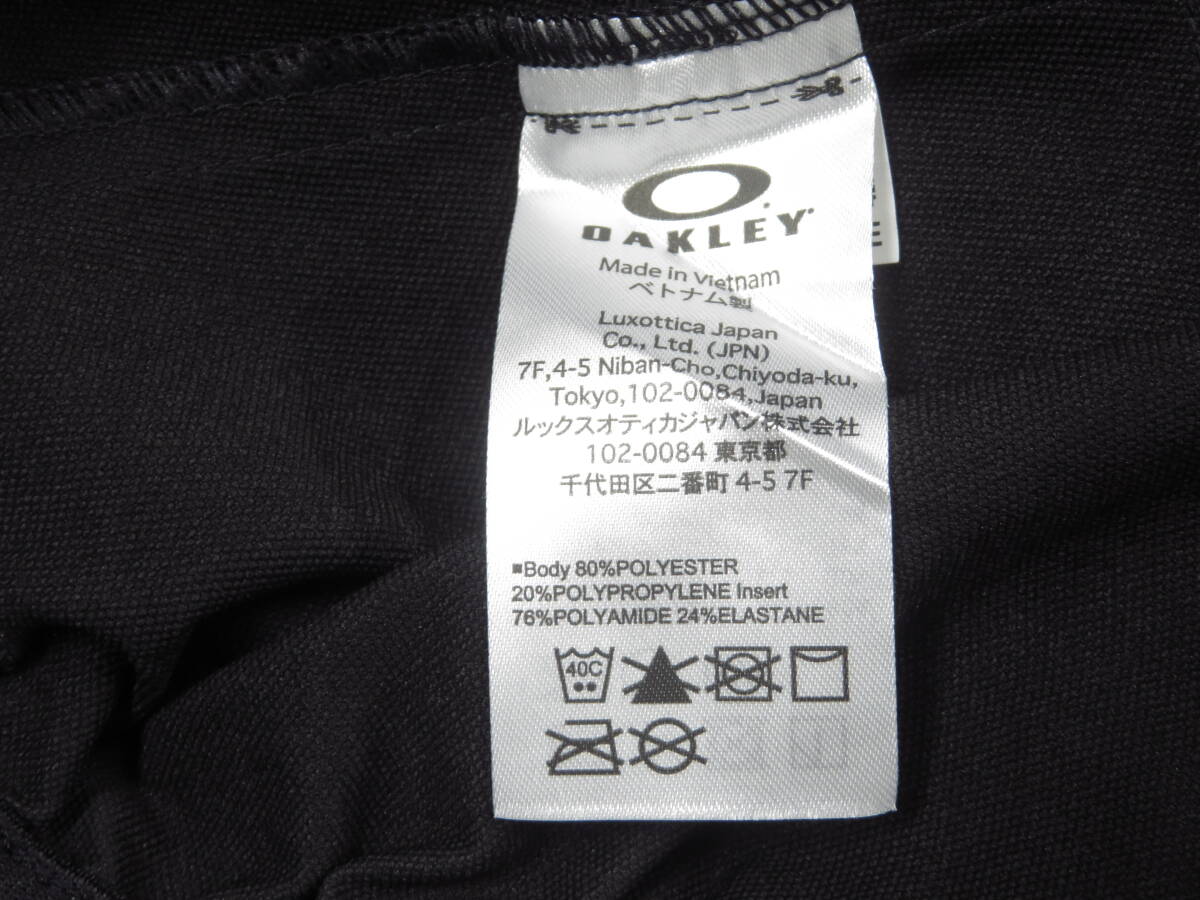 OAKLEY
Made in Vietnam
ベトナム製
Luxottica Japan
Co., Ltd. (JPN)
7F,4-5 Niban-Cho,Chiyoda-ku,
Tokyo,102-0084,Japan
ルックスオティカジャパン株式会社
102-0084 東京都
千代田区二番町 4-5 7F
■Body 80%POLYESTER
20%POLYPROPYLENE Insert
76%POLYAMIDE 24%ELASTANE
40C
E